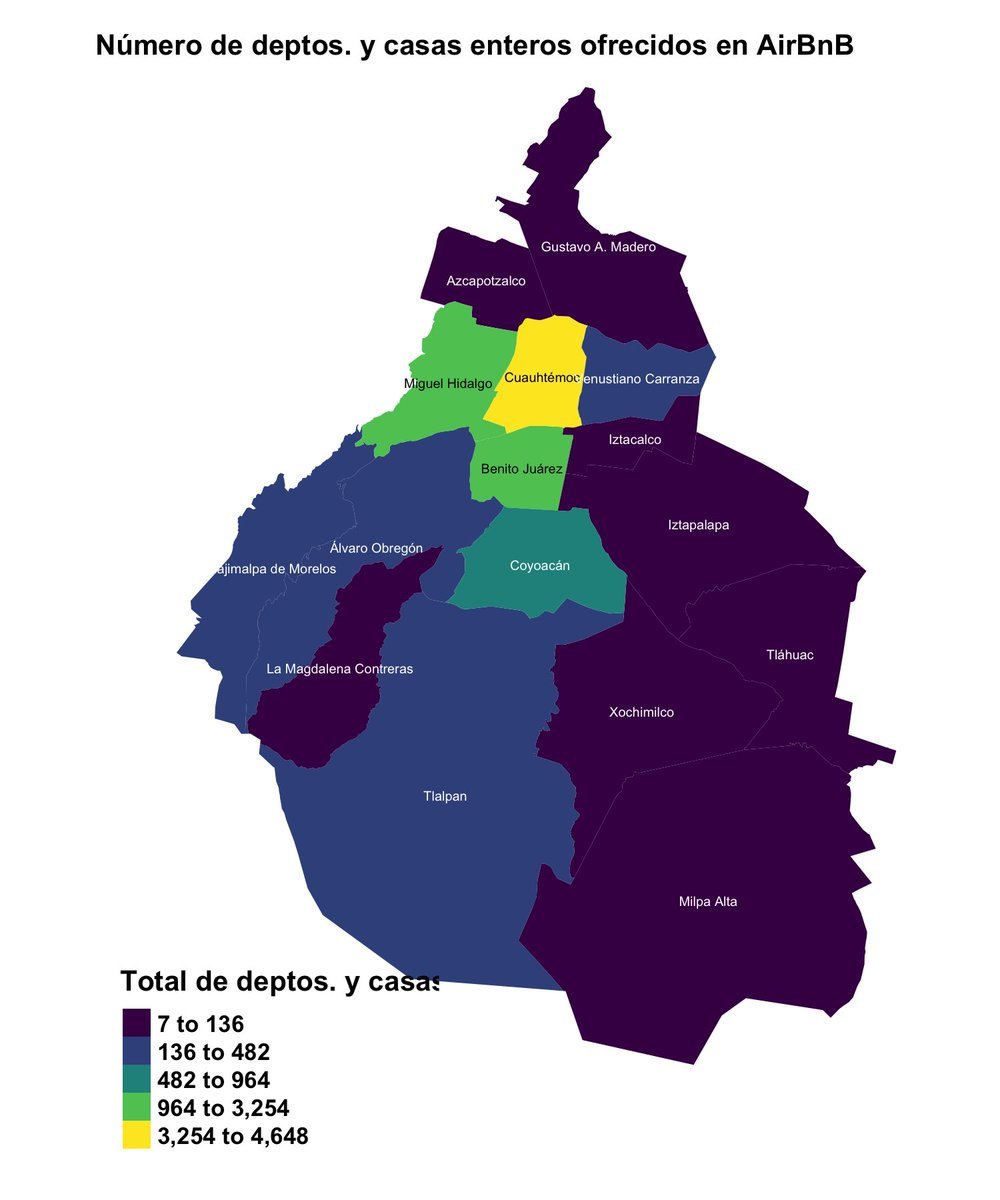 Número de deptos. y casas enteros ofrecidos en AirBnB
Gustavo A. Madero
Azcapotzalco
Miguel Hidalgo
Cuauhtémoc
enustiano Carranza
Iztacalco
Benito Juárez
Iztapalapa
Álvaro Obregón
Coyoacán
ajimalpa de Morelos
Tláhuac
La Magdalena Contreras
Xochimilco
Tlalpan
Milpa Alta
Total de deptos. y casas
7 to 136
136 to 482
482 to 964
964 to 3,254
3,254 to 4,648